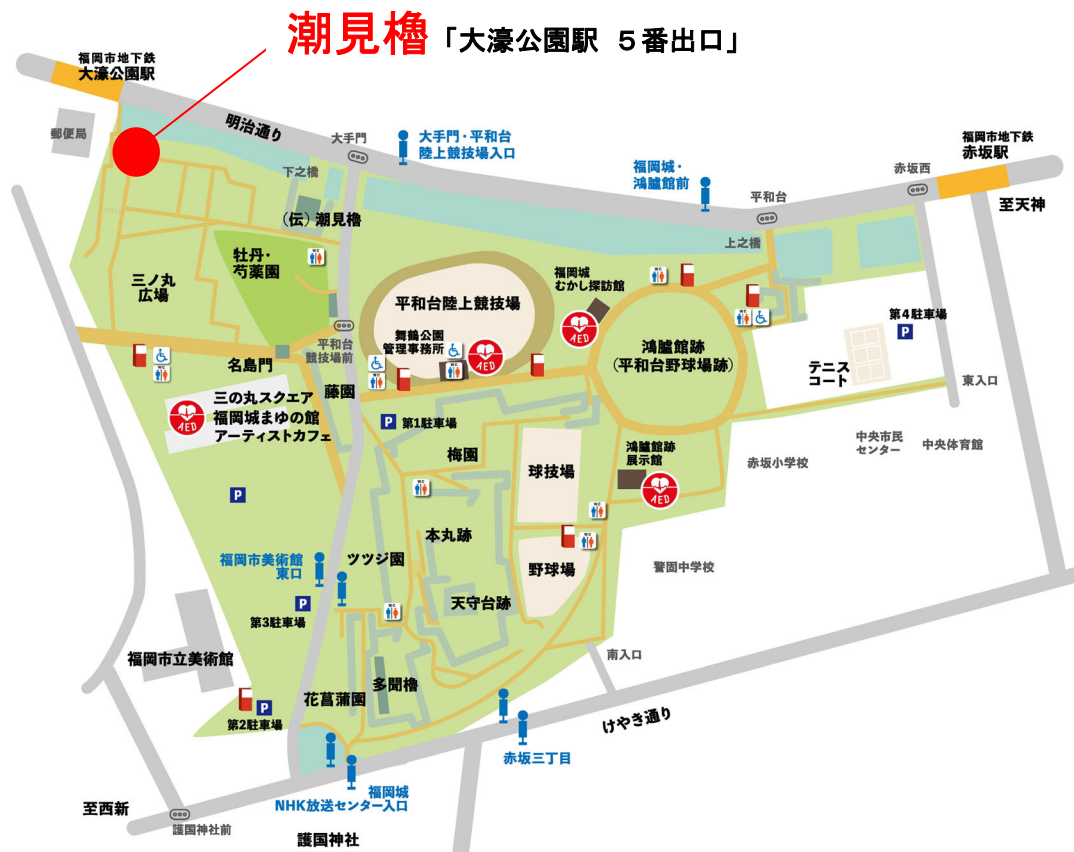 潮見櫓「大濠公園駅 5番出口」
福岡市地下鉄
大濠公園駅
郵便局
明治通り
大手門
大手門・平和台
陸上競技場入口
福岡城・
鴻臚館前
平和台
赤坂西
福岡市地下鉄
赤坂駅
至天神
下之橋
(伝)潮見櫓
上之橋
牡丹・
芍薬園
WC
三ノ丸
広場
平和台陸上競技場
福岡城
むかし探訪館
WC
AED
舞鶴公園
管理事務所
WC
AED
鴻臚館跡
(平和台野球場跡)
WC
第4駐車場
P
テニス
コート
東入口
名島門
平和台
競技場前
WC
藤園
WC
三の丸スクエア
福岡城まゆの館
アーティストカフェ
AED
P
第1駐車場
梅園
球技場
鴻臚館跡
展示館
AED
赤坂小学校
中央市民
センター
中央体育館
P
WC
WC
本丸跡
WC
野球場
警固中学校
福岡市美術館
東口
ツツジ園
天守台跡
P
第3駐車場
WC
福岡市立美術館
南入口
多聞櫓
花菖蒲園
P
第2駐車場
けやき通り
赤坂三丁目
福岡城
NHK放送センター入口
至西新
護国神社前
護国神社